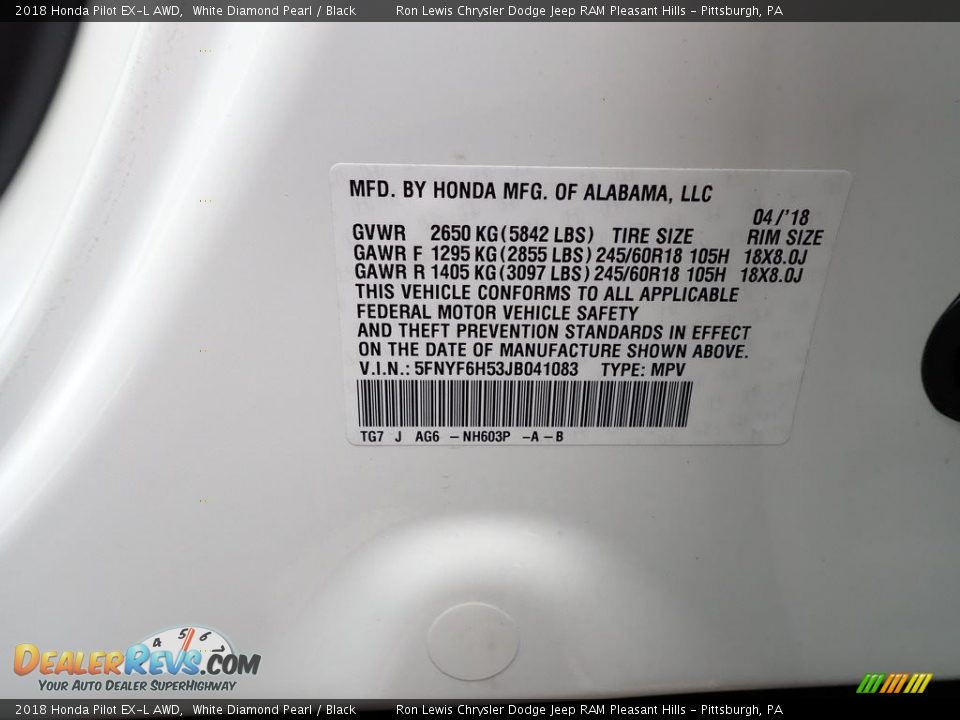 2018 Honda Pilot EX-L AWD, White Diamond Pearl / Black Ron Lewis Chrysler Dodge Jeep RAM Pleasant Hills - Pittsburgh, PA
MFD. BY HONDA MFG. OF ALABAMA, LLC
04/'18
GVWR 2650 KG (5842 LBS) TIRE SIZE RIM SIZE
GAWR F 1295 KG (2855 LBS) 245/60R18 105H 18X8.0J
GAWR R 1405 KG (3097 LBS) 245/60R18 105H 18X8.0J
THIS VEHICLE CONFORMS TO ALL APPLICABLE
FEDERAL MOTOR VEHICLE SAFETY
AND THEFT PREVENTION STANDARDS IN EFFECT
ON THE DATE OF MANUFACTURE SHOWN ABOVE.
V.I.N.: 5FNYF6H53JB041083 TYPE: MPV
TG7 J AG6 - NH603P - A - B
4 5 6 7
DEALERREVS.COM
YOUR AUTO DEALER SUPERHIGHWAY
2018 Honda Pilot EX-L AWD, White Diamond Pearl / Black Ron Lewis Chrysler Dodge Jeep RAM Pleasant Hills - Pittsburgh, PA